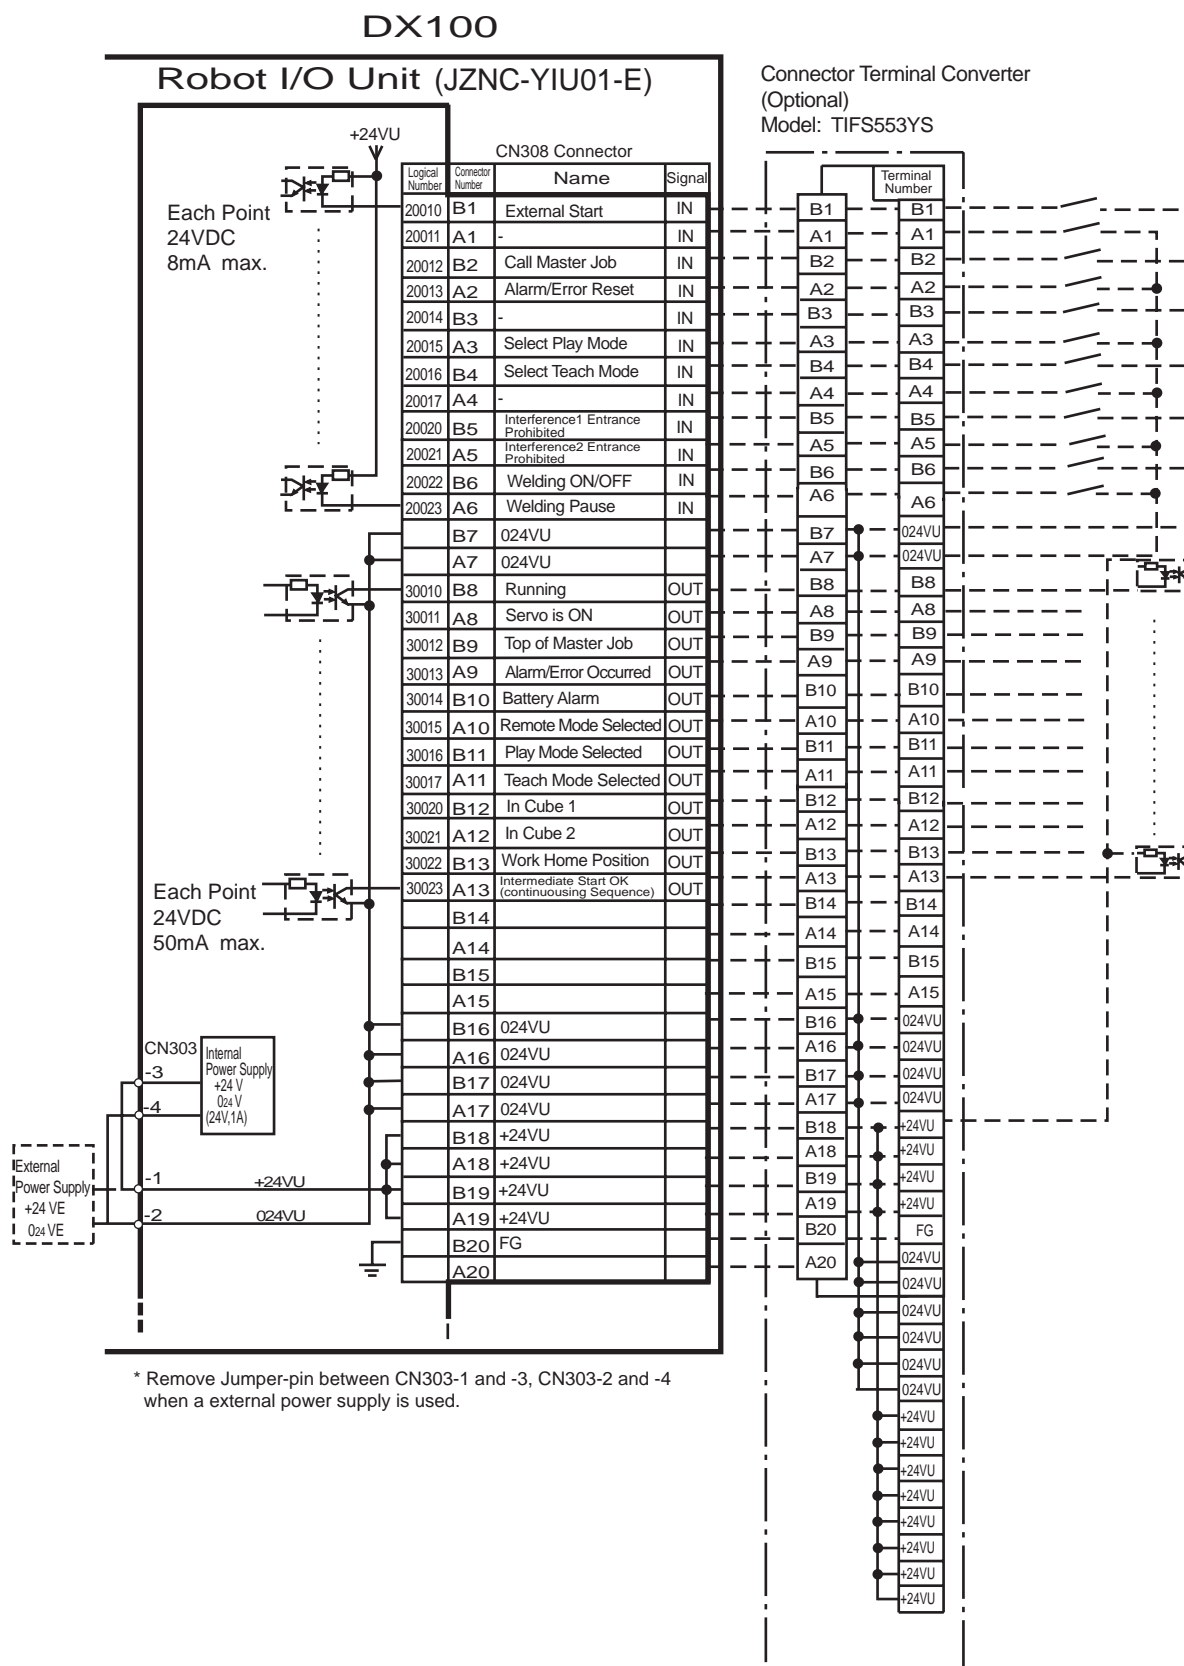 DX100
Robot I/O Unit (JZNC-YIU01-E)
Connector Terminal Converter
(Optional)
Model: TIFS553YS
+24VU
CN308 Connector
Logical Number Connector Number Name Signal
Terminal Number
Each Point
24VDC
8mA max.
20010 B1 External Start IN B1 B1
20011 A1 - IN A1 A1
20012 B2 Call Master Job IN B2 B2
20013 A2 Alarm/Error Reset IN A2 A2
20014 B3 - IN B3 B3
20015 A3 Select Play Mode IN A3 A3
20016 B4 Select Teach Mode IN B4 B4
20017 A4 - IN A4 A4
20020 B5 Interference1 Entrance Prohibited IN B5 B5
20021 A5 Interference2 Entrance Prohibited IN A5 A5
20022 B6 Welding ON/OFF IN B6 B6
20023 A6 Welding Pause IN A6 A6
B7 024VU B7 024VU
A7 024VU A7 024VU
30010 B8 Running OUT B8 B8
30011 A8 Servo is ON OUT A8 A8
30012 B9 Top of Master Job OUT B9 B9
30013 A9 Alarm/Error Occurred OUT A9 A9
30014 B10 Battery Alarm OUT B10 B10
30015 A10 Remote Mode Selected OUT A10 A10
30016 B11 Play Mode Selected OUT B11 B11
30017 A11 Teach Mode Selected OUT A11 A11
30020 B12 In Cube 1 OUT B12 B12
30021 A12 In Cube 2 OUT A12 A12
30022 B13 Work Home Position OUT B13 B13
30023 A13 Intermediate Start OK (continuousing Sequence) OUT A13 A13
Each Point
24VDC
50mA max.
B14 B14 B14
A14 A14 A14
B15 B15 B15
A15 A15 A15
B16 024VU B16 024VU
A16 024VU A16 024VU
B17 024VU B17 024VU
A17 024VU A17 024VU
B18 +24VU B18 +24VU
A18 +24VU A18 +24VU
B19 +24VU B19 +24VU
A19 +24VU A19 +24VU
B20 FG B20 FG
A20 A20 024VU
CN303
-3
-4
Internal
Power Supply
+24 V
024 V
(24V,1A)
External
Power Supply
+24 VE
024 VE
-1 +24VU
-2 024VU
024VU
024VU
024VU
024VU
024VU
+24VU
+24VU
+24VU
+24VU
+24VU
+24VU
+24VU
+24VU
* Remove Jumper-pin between CN303-1 and -3, CN303-2 and -4
when a external power supply is used.